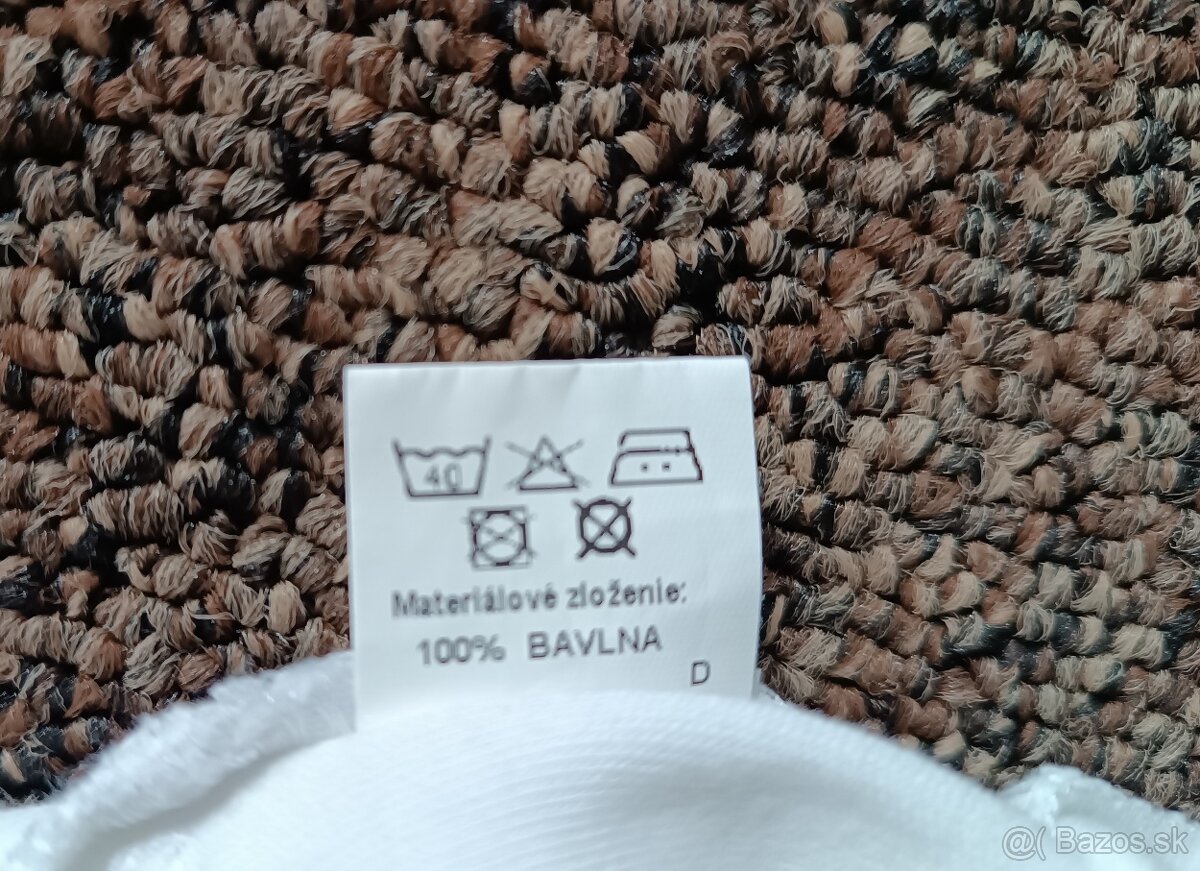 40
Materiálové zloženie:
100% BAVLNA
D
@( Bazos.sk